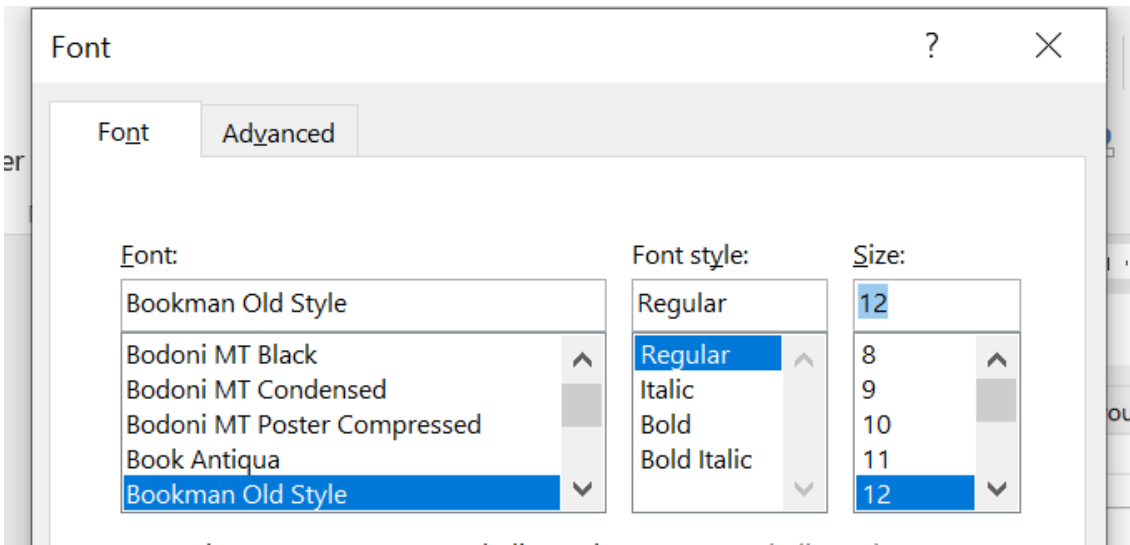 Font ?
Font Advanced
er
Font: Font style: Size:
Bookman Old Style Regular 12
Bodoni MT Black Regular 8
Bodoni MT Condensed Italic 9
Bodoni MT Poster Compressed Bold 10
Book Antiqua Bold Italic 11
Bookman Old Style 12